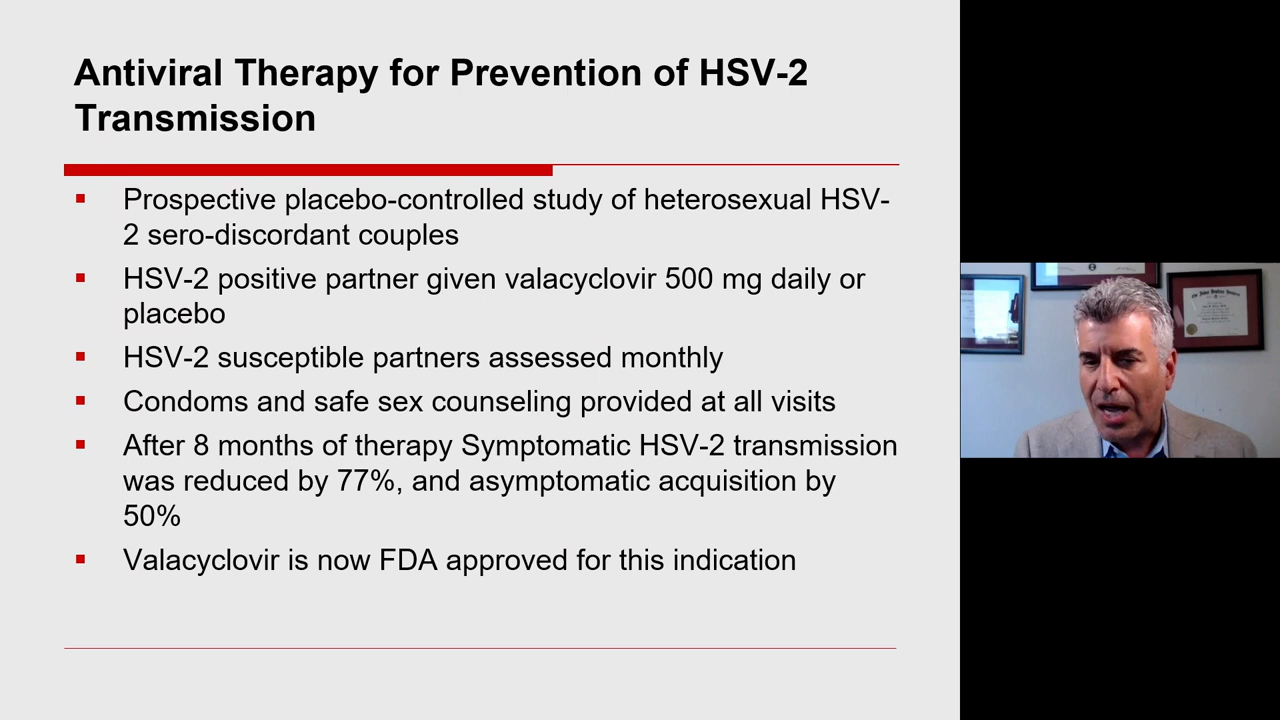 Antiviral Therapy for Prevention of HSV-2
Transmission
Prospective placebo-controlled study of heterosexual HSV-
2 sero-discordant couples
HSV-2 positive partner given valacyclovir 500 mg daily or
placebo
HSV-2 susceptible partners assessed monthly
Condoms and safe sex counseling provided at all visits
After 8 months of therapy Symptomatic HSV-2 transmission
was reduced by 77%, and asymptomatic acquisition by
50%
Valacyclovir is now FDA approved for this indication